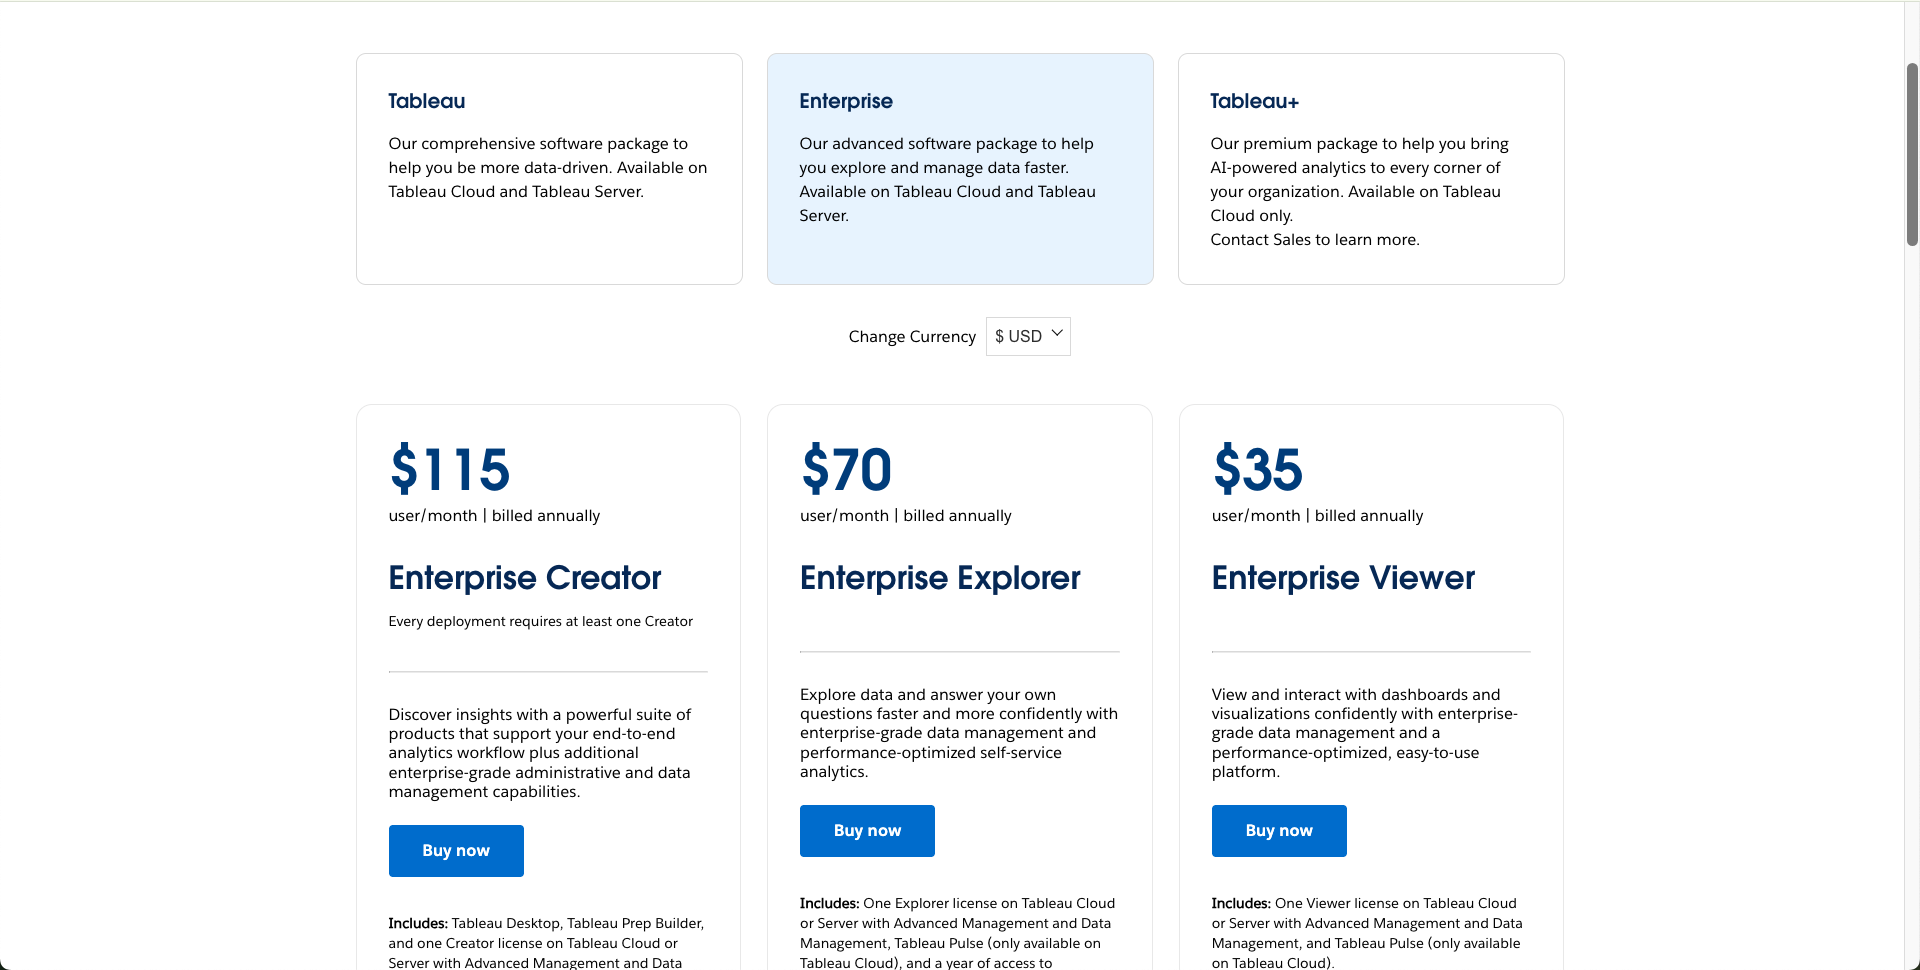 Tableau
Our comprehensive software package to
help you be more data-driven. Available on
Tableau Cloud and Tableau Server.
Enterprise
Our advanced software package to help
you explore and manage data faster.
Available on Tableau Cloud and Tableau
Server.
Tableau+
Our premium package to help you bring
AI-powered analytics to every corner of
your organization. Available on Tableau
Cloud only.
Contact Sales to learn more.
Change Currency
$ USD
$115
user/month | billed annually
Enterprise Creator
Every deployment requires at least one Creator
Discover insights with a powerful suite of
products that support your end-to-end
analytics workflow plus additional
enterprise-grade administrative and data
management capabilities.
Buy now
Includes: Tableau Desktop, Tableau Prep Builder,
and one Creator license on Tableau Cloud or
Server with Advanced Management and Data
$70
user/month | billed annually
Enterprise Explorer
Explore data and answer your own
questions faster and more confidently with
enterprise-grade data management and
performance-optimized self-service
analytics.
Buy now
Includes: One Explorer license on Tableau Cloud
or Server with Advanced Management and Data
Management, Tableau Pulse (only available on
Tableau Cloud), and a year of access to
$35
user/month | billed annually
Enterprise Viewer
View and interact with dashboards and
visualizations confidently with enterprise-
grade data management and a
performance-optimized, easy-to-use
platform.
Buy now
Includes: One Viewer license on Tableau Cloud
or Server with Advanced Management and Data
Management, and Tableau Pulse (only available
on Tableau Cloud).